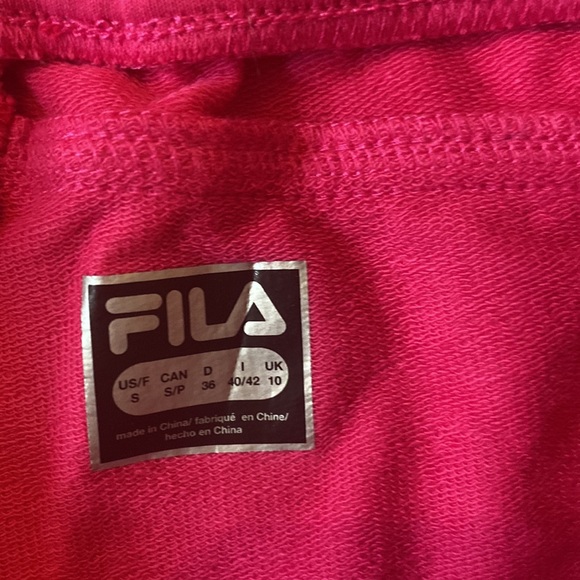 FILA
US/F CAN D I UK
S S/P 36 40/42 10
made in China/ fabriqué en Chine/
hecho en China